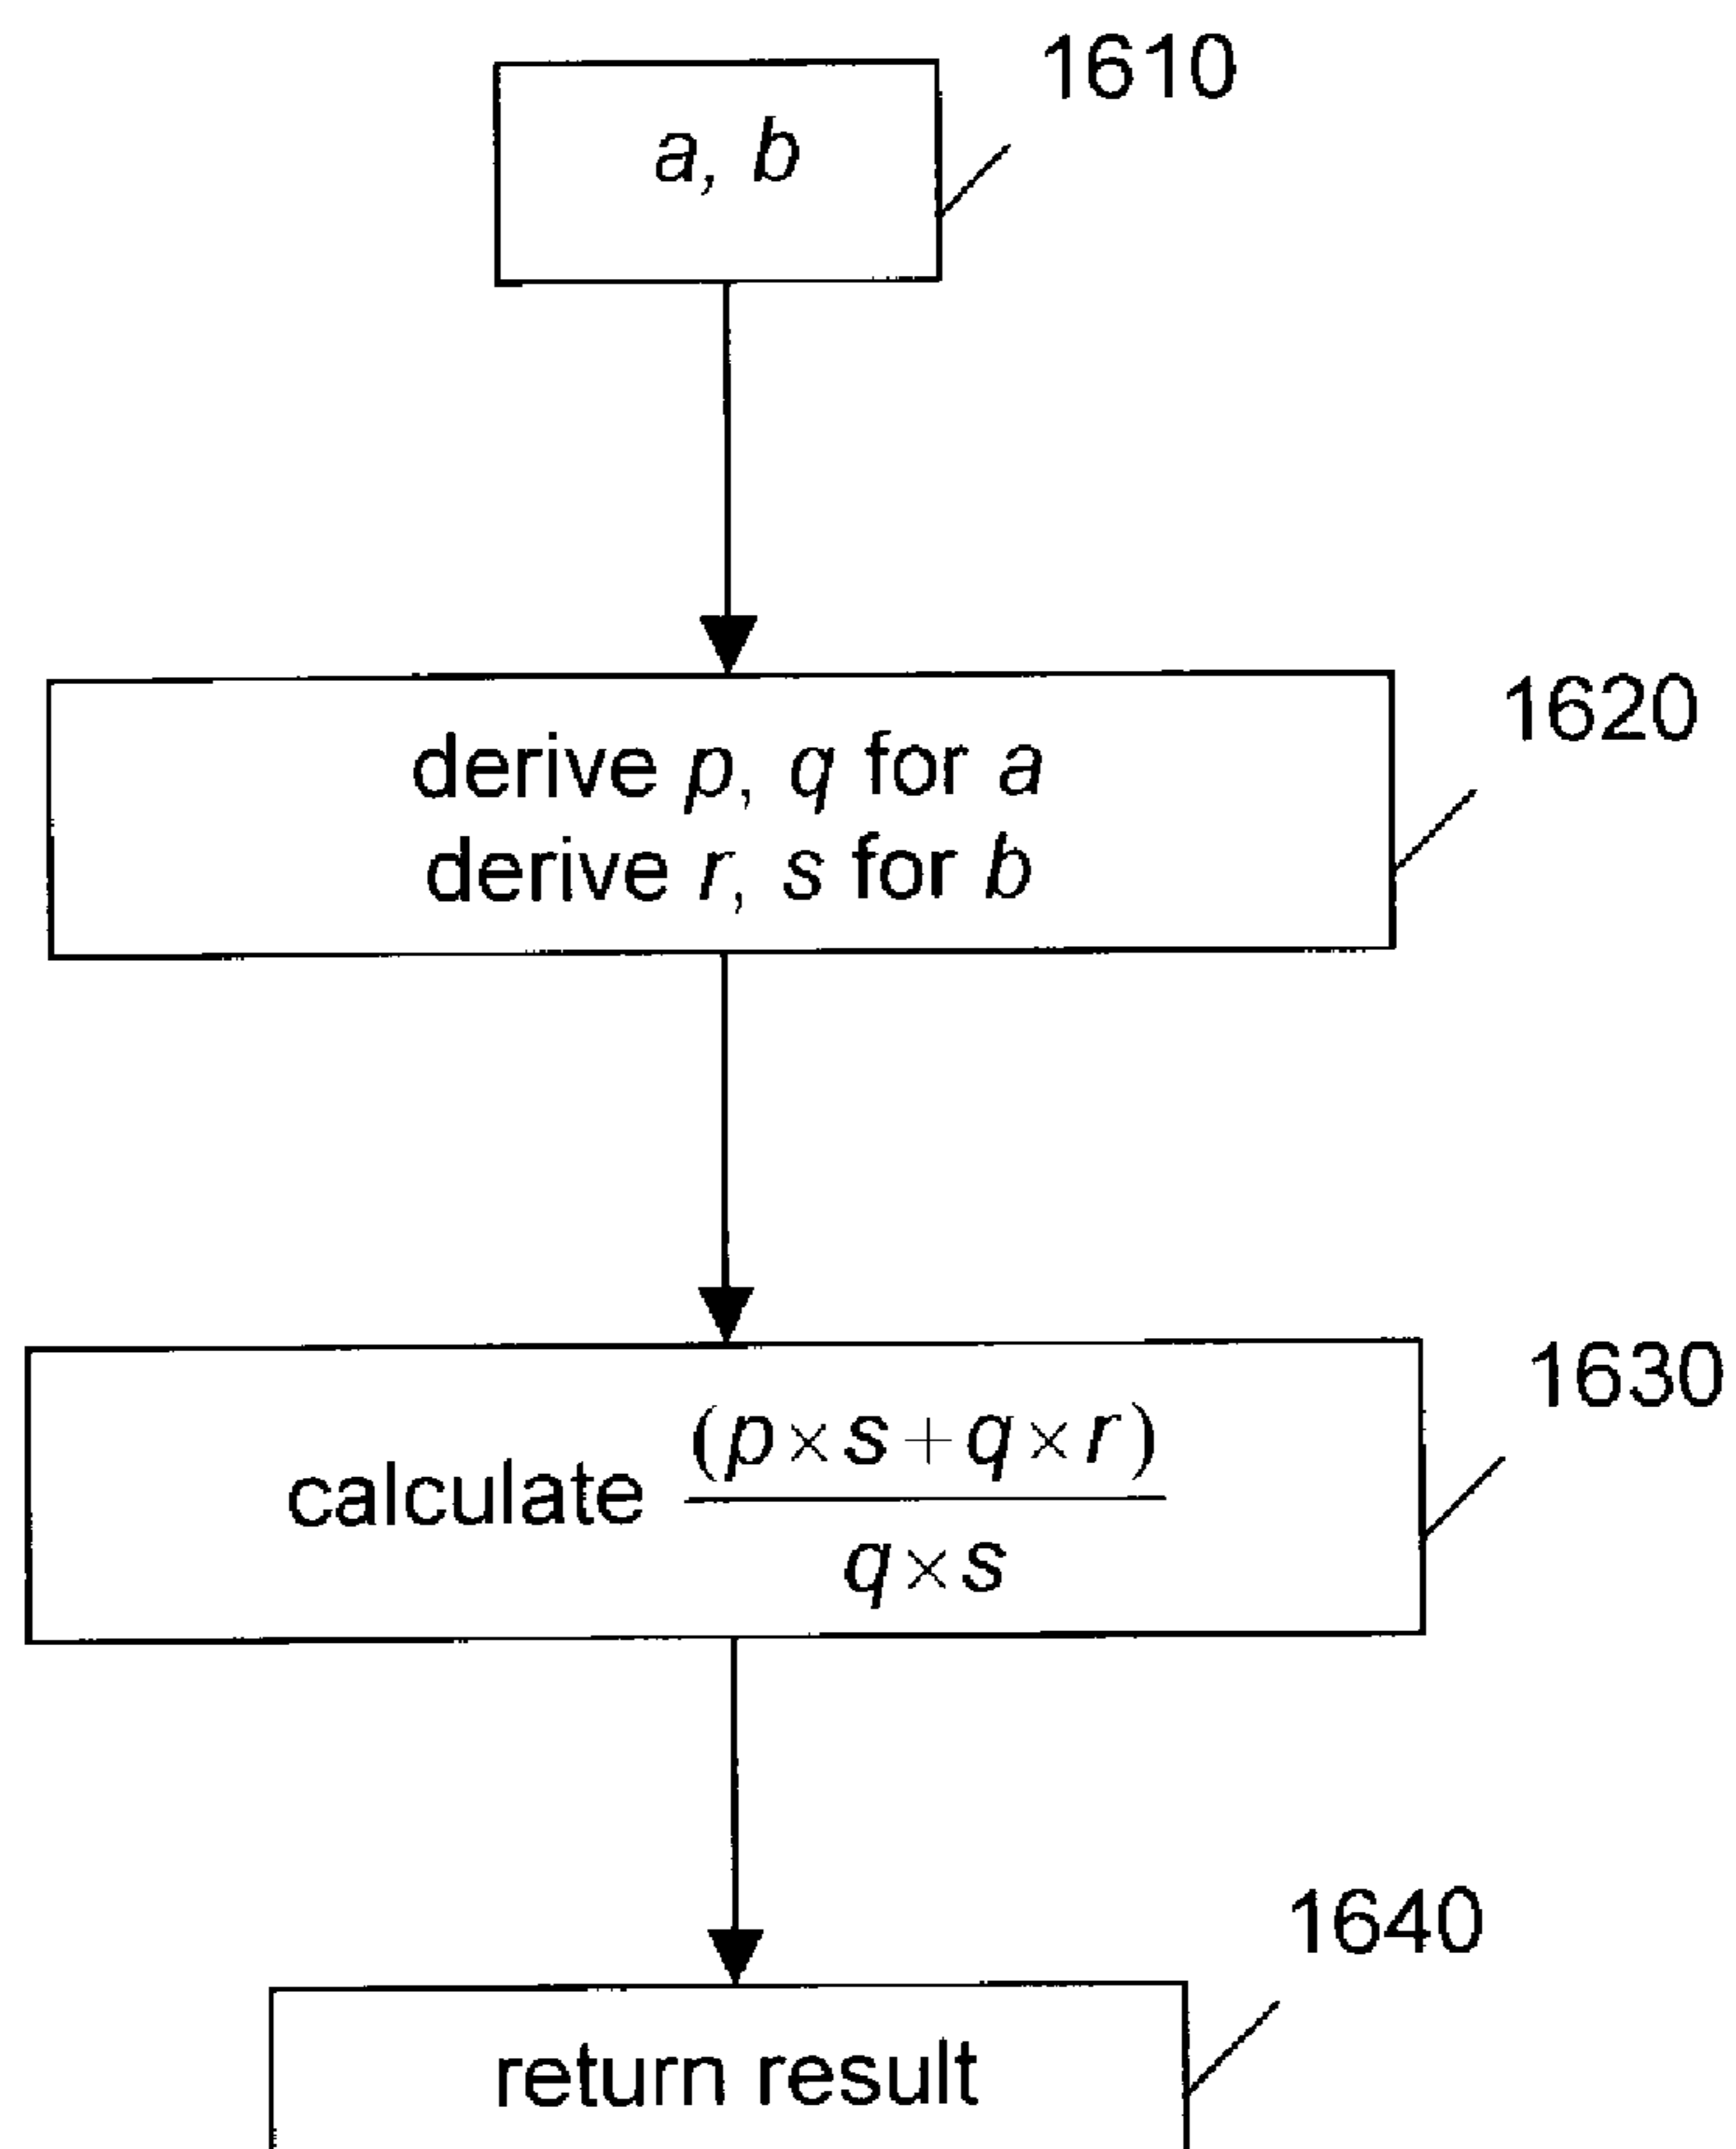 1610
a, b
1620
derive p, q for a
derive r, s for b
1630
calculate (p×s+q×r)
q×s
1640
return result